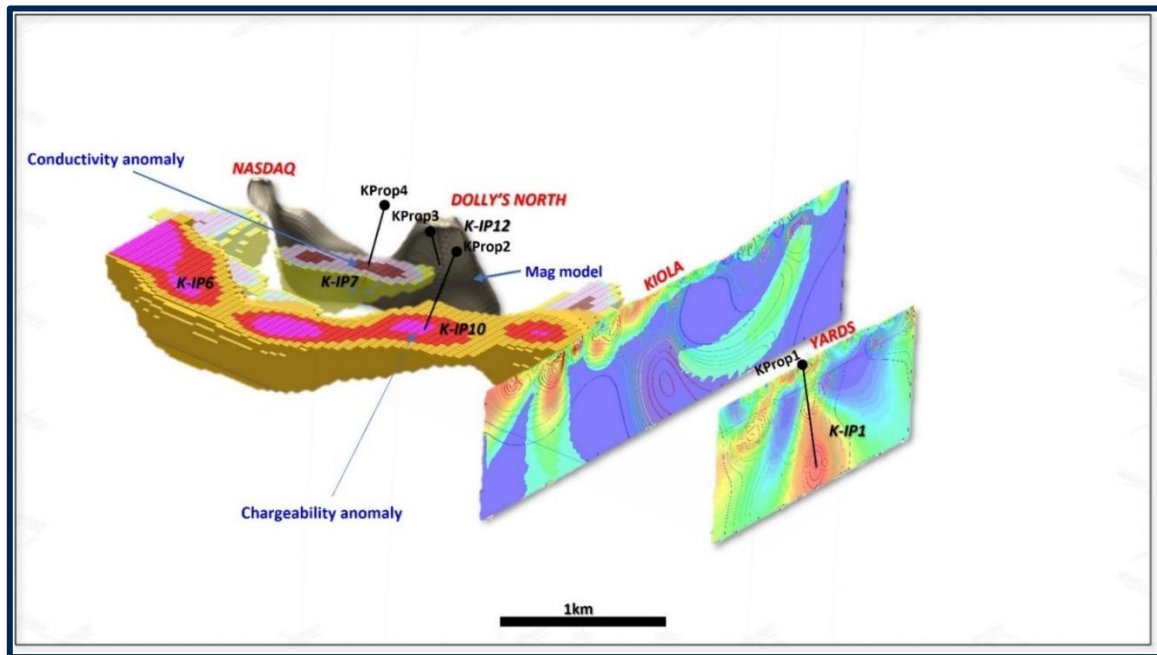 Conductivity anomaly
NASDAQ
KProp4
DOLLY'S NORTH
KProp3
K-IP12
KProp2
Mag model
K-IP6
K-IP7
KIOLA
K-IP10
YARDS
KProp1
K-IP1
Chargeability anomaly
1km